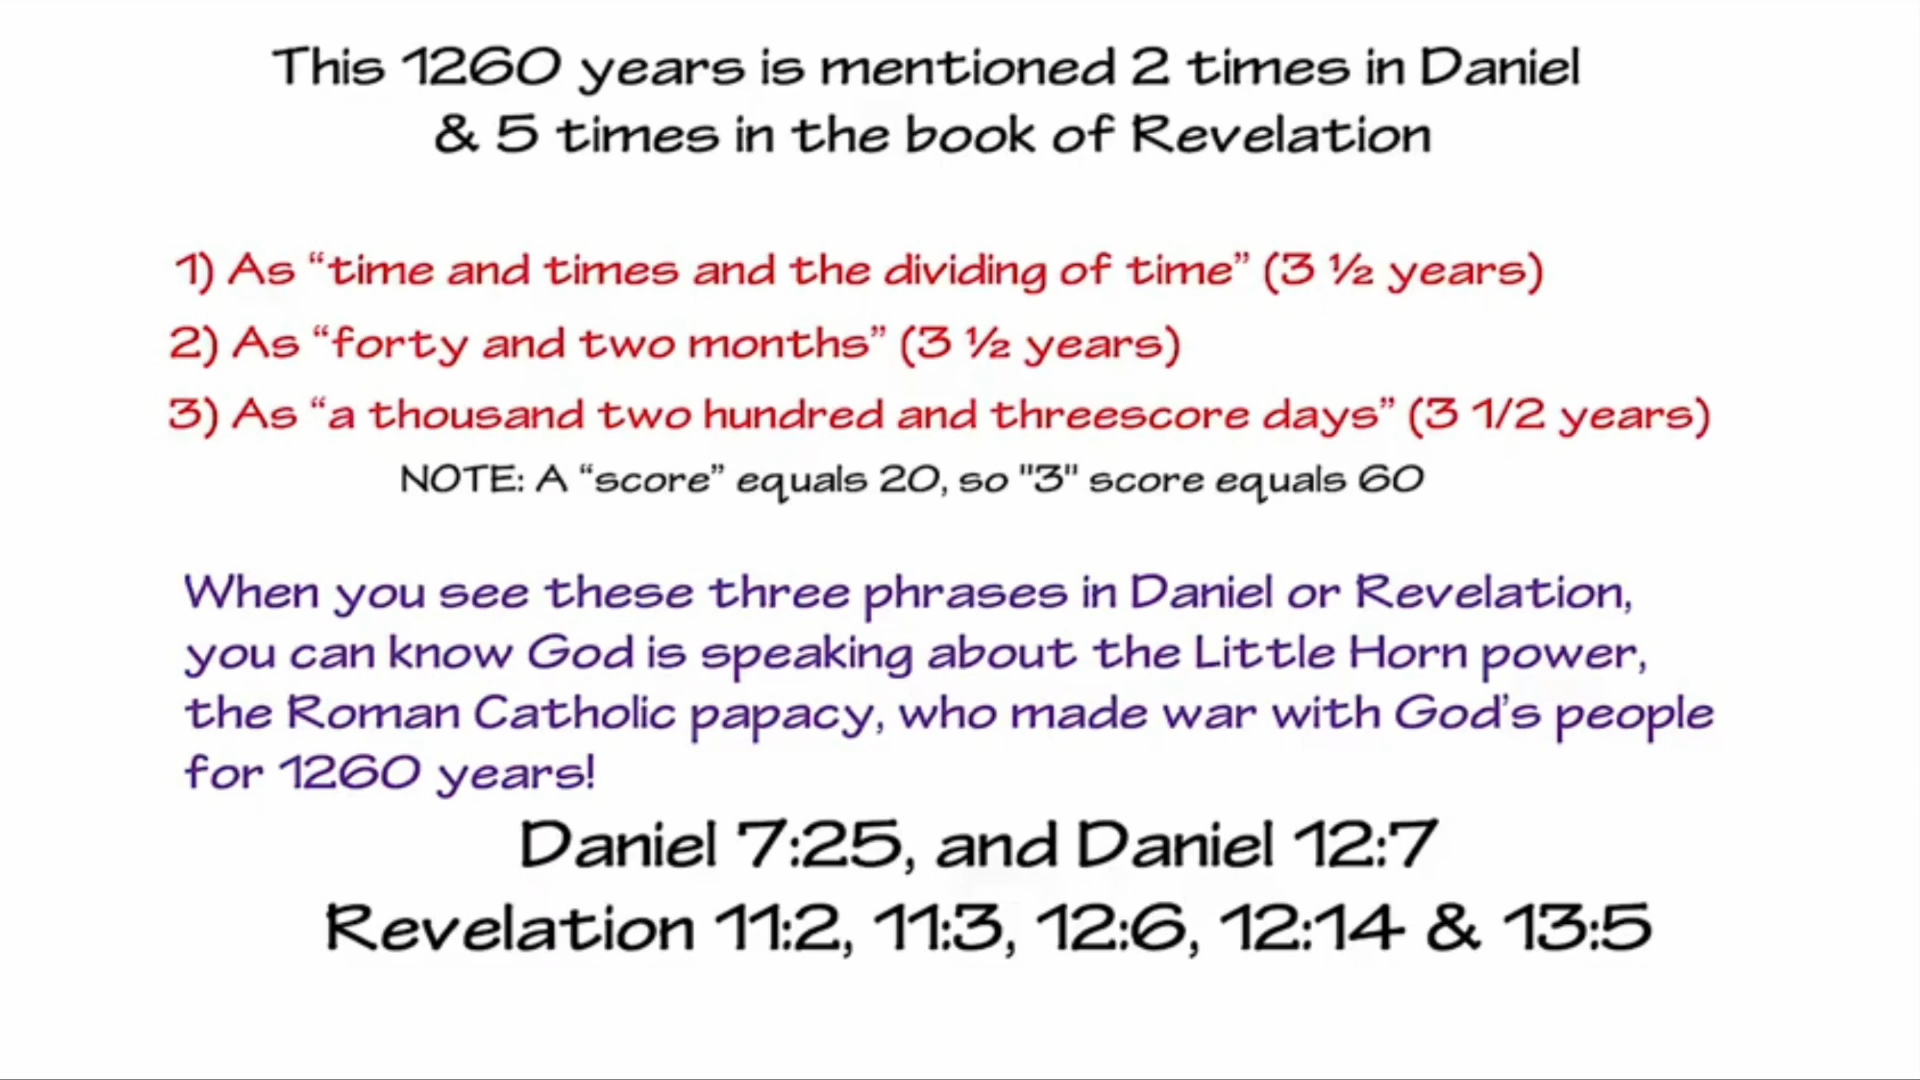 This 1260 years is mentioned 2 times in Daniel
& 5 times in the book of Revelation
1) As “time and times and the dividing of time” (3 ½ years)
2) As “forty and two months” (3 ½ years)
3) As “a thousand two hundred and threescore days” (3 1/2 years)
NOTE: A “score” equals 20, so "3" score equals 60
When you see these three phrases in Daniel or Revelation,
you can know God is speaking about the Little Horn power,
the Roman Catholic papacy, who made war with God’s people
for 1260 years!
Daniel 7:25, and Daniel 12:7
Revelation 11:2, 11:3, 12:6, 12:14 & 13:5